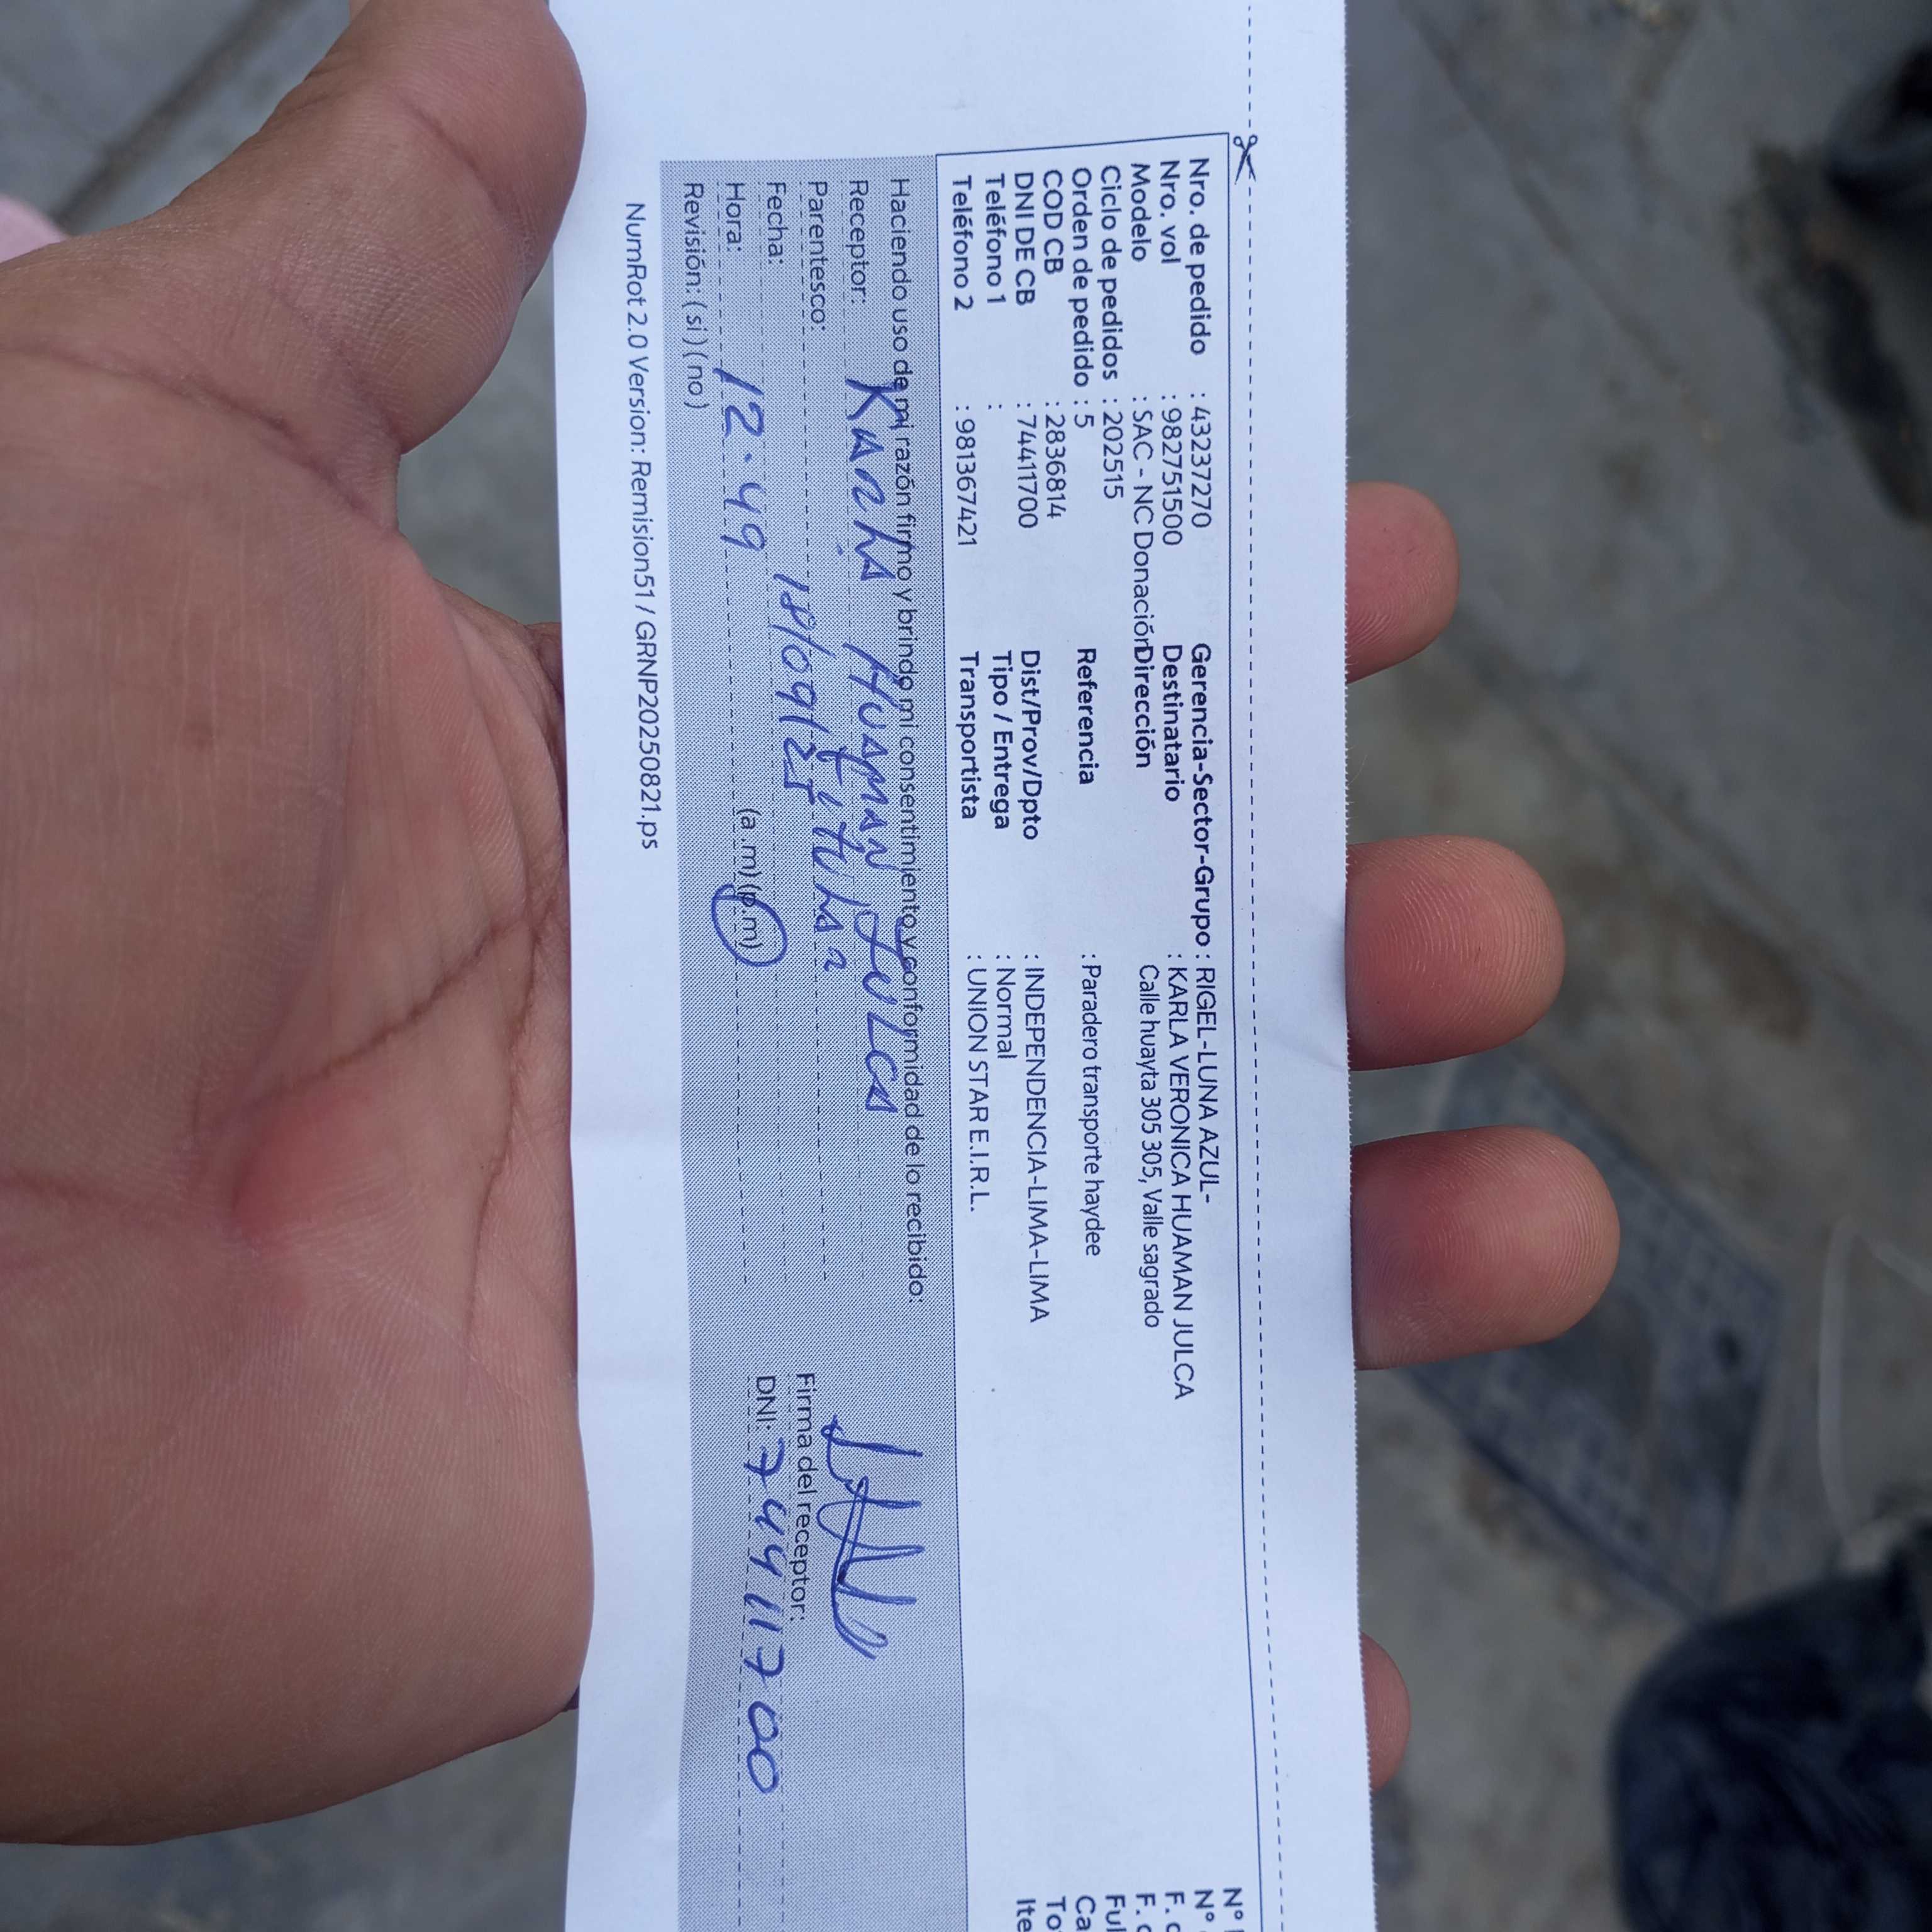 Nro. de pedido : 43237270 Gerencia-Sector-Grupo : RIGEL-LUNA AZUL- N°
Nro. vol : 982751500 Destinatario : KARLA VERONICA HUAMAN JULCA N°
Modelo : SAC - NC DonaciónDirección Calle huayta 305 305, Valle sagrado
Ciclo de pedidos : 202515
Orden de pedido : 5 Referencia : Paradero transporte haydee
COD CB : 2836814
DNI DE CB : 74411700 Dist/Prov/Dpto : INDEPENDENCIA-LIMA-LIMA
Teléfono 1 : Tipo / Entrega : Normal
Teléfono 2 : 981367421 Transportista : UNION STAR E.I.R.L.
Haciendo uso de mi razón firmo y brindo mi consentimiento y conformidad de lo recibido:
Receptor: Karla Huaman Julca
Parentesco: Titular
Fecha: 18/09/25 Firma del receptor:
Hora: 12.49 (a.m) (p.m) DNI: 74411700
Revisión: ( si ) ( no )
NumRot 2.0 Version: Remision51 / GRNP20250821.ps